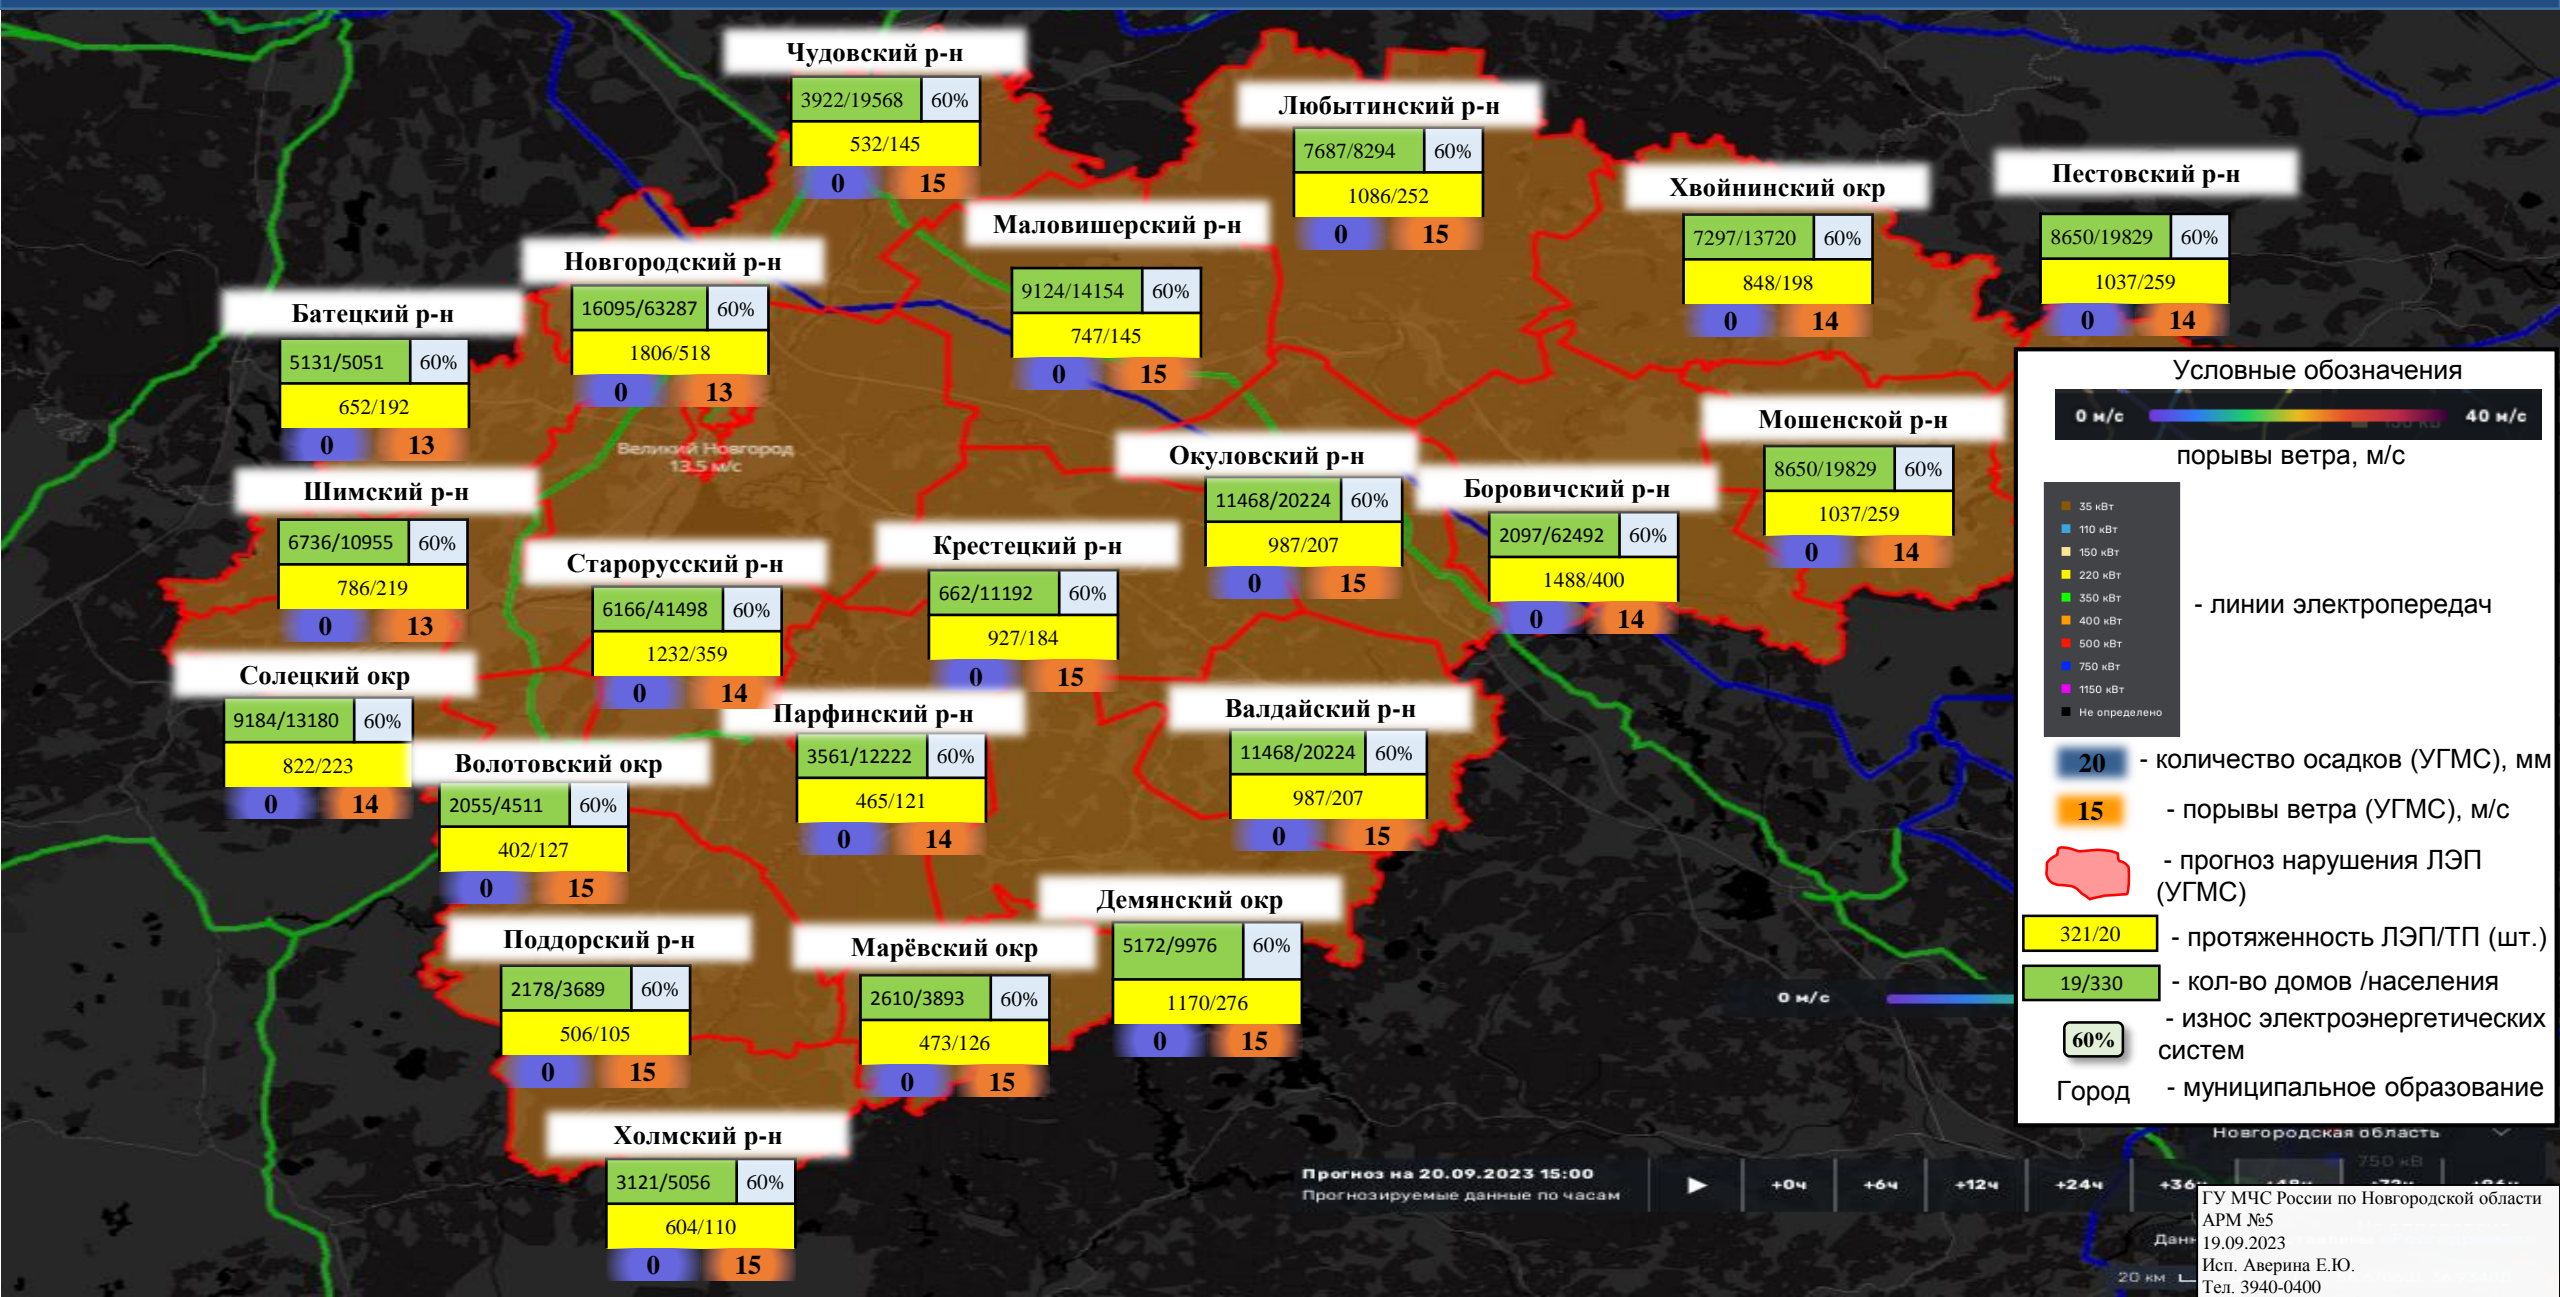 Чудовский р-н
3922/19568 60%
532/145
0 15
Любытинский р-н
7687/8294 60%
1086/252
0 15
Хвойнинский окр
7297/13720 60%
848/198
0 14
Пестовский р-н
8650/19829 60%
1037/259
0 14
Маловишерский р-н
9124/14154 60%
747/145
0 15
Новгородский р-н
16095/63287 60%
1806/518
0 13
Батецкий р-н
5131/5051 60%
652/192
0 13
Великий Новгород
13.5 м/с
Мошенской р-н
8650/19829 60%
1037/259
0 14
Окуловский р-н
11468/20224 60%
987/207
0 15
Боровичский р-н
2097/62492 60%
1488/400
0 14
Шимский р-н
6736/10955 60%
786/219
0 13
Старорусский р-н
6166/41498 60%
1232/359
0 14
Крестецкий р-н
662/11192 60%
927/184
0 15
Солецкий окр
9184/13180 60%
822/223
0 14
Парфинский р-н
3561/12222 60%
465/121
0 14
Валдайский р-н
11468/20224 60%
987/207
0 15
Волотовский окр
2055/4511 60%
402/127
0 15
Демянский окр
5172/9976 60%
1170/276
0 15
Поддорский р-н
2178/3689 60%
506/105
0 15
Марёвский окр
2610/3893 60%
473/126
0 15
Холмский р-н
3121/5056 60%
604/110
0 15
Условные обозначения
0 м/с 40 м/с
порывы ветра, м/с
35 кВт
110 кВт
150 кВт
220 кВт
350 кВт
400 кВт
500 кВт
750 кВт
1150 кВт
Не определено
- линии электропередач
20 - количество осадков (УГМС), мм
15 - порывы ветра (УГМС), м/с
- прогноз нарушения ЛЭП
(УГМС)
321/20 - протяженность ЛЭП/ТП (шт.)
19/330 - кол-во домов /населения
60% - износ электроэнергетических
систем
Город - муниципальное образование
0 м/с
Новгородская область
750 кВ
Прогноз на 20.09.2023 15:00
Прогнозируемые данные по часам
+0ч +6ч +12ч +24ч
20 км
ГУ МЧС России по Новгородской области
АРМ №5
19.09.2023
Исп. Аверина Е.Ю.
Тел. 3940-0400